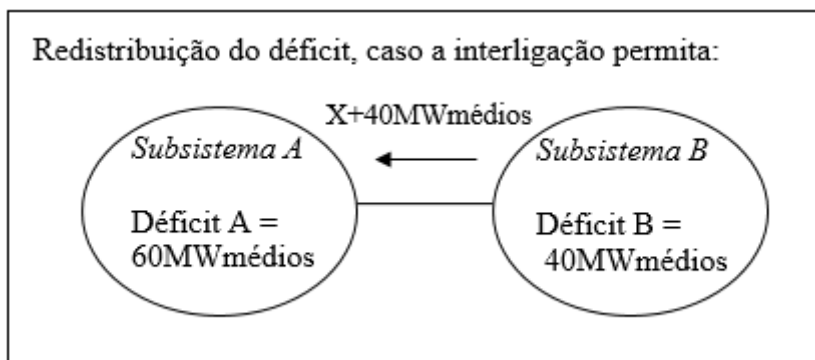 Redistribuição do déficit, caso a interligação permita:
X+40MWmédios
Subsistema A
Déficit A =
60MWmédios
Subsistema B
Déficit B =
40MWmédios